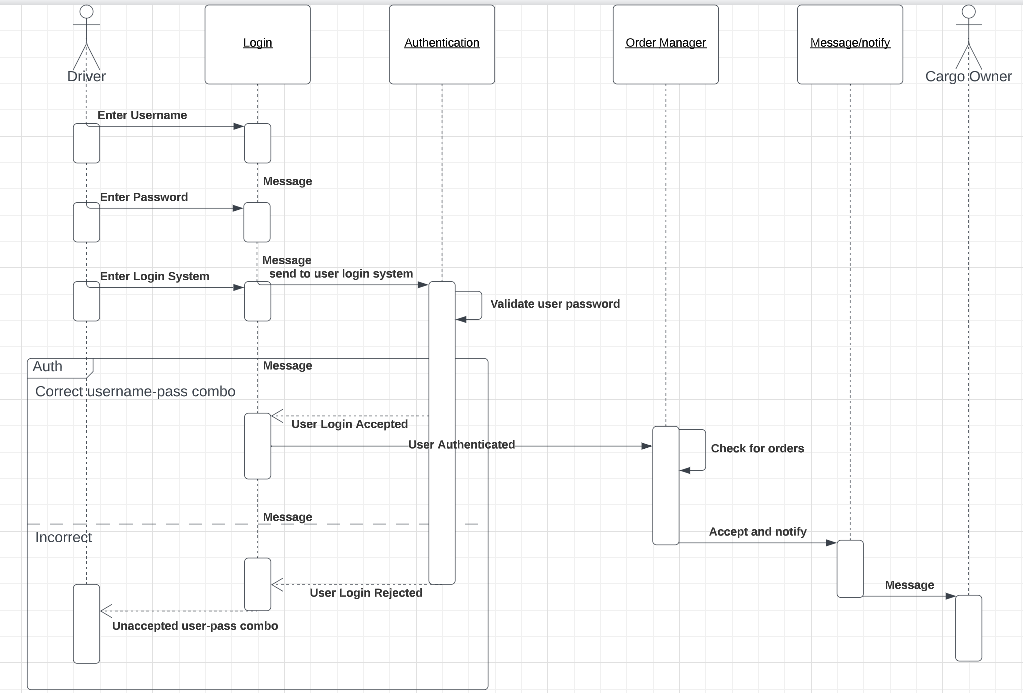 Driver
Login
Authentication
Order Manager
Message/notify
Cargo Owner
Enter Username
Message
Enter Password
Message
Enter Login System
send to user login system
Validate user password
Auth
Message
Correct username-pass combo
User Login Accepted
User Authenticated
Check for orders
Message
Incorrect
Accept and notify
User Login Rejected
Message
Unaccepted user-pass combo